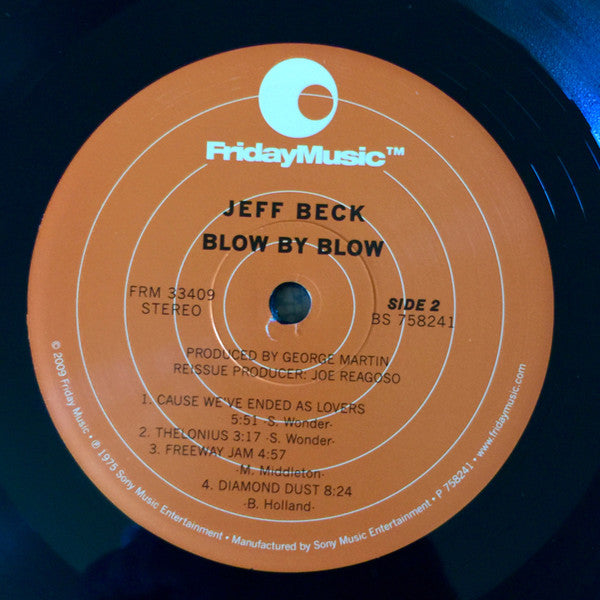 FridayMusic™
JEFF BECK
BLOW BY BLOW
FRM 33409
STEREO
SIDE 2
BS 758241
PRODUCED BY GEORGE MARTIN
REISSUE PRODUCER: JOE REAGOSO
1. CAUSE WE'VE ENDED AS LOVERS
5:51 -S. Wonder-
2. THELONIUS 3:17 -S. Wonder-
3. FREEWAY JAM 4:57
-M. Middleton-
4. DIAMOND DUST 8:24
-B. Holland-
© 2009 Friday Music • ℗ 1975 Sony Music Entertainment. • Manufactured by Sony Music Entertainment • P 758241 • www.fridaymusic.com